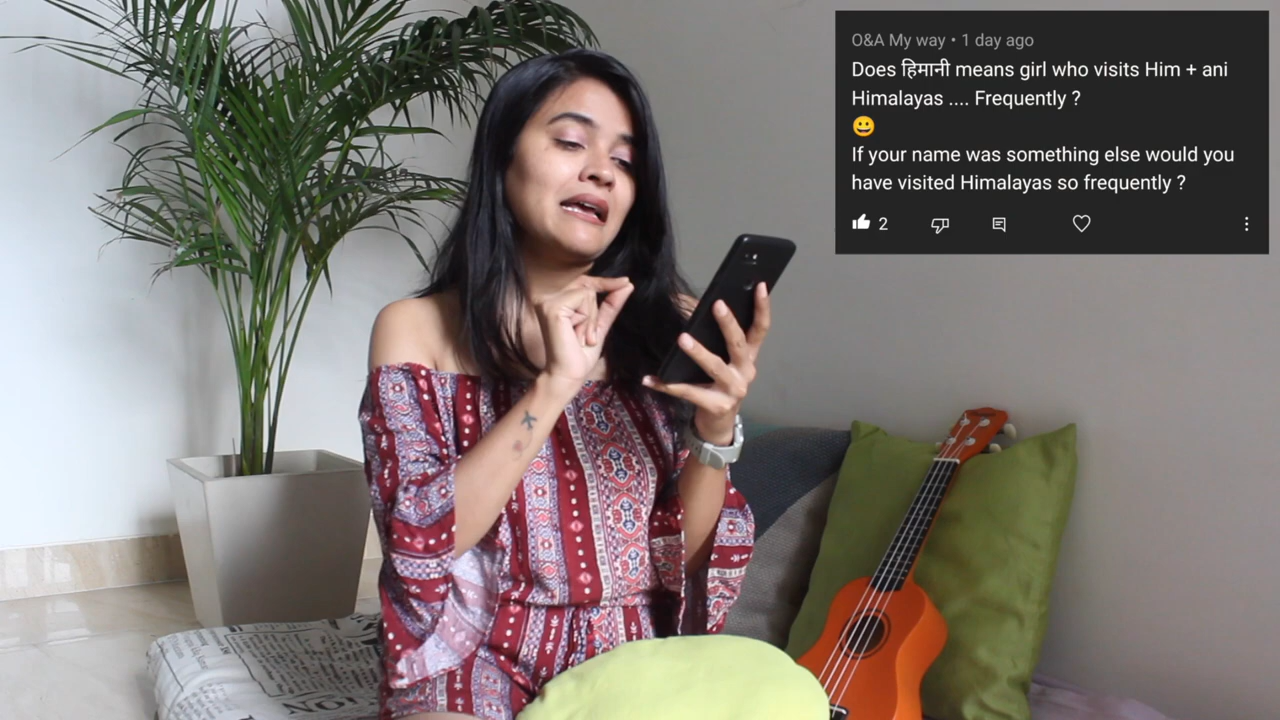 O&A My way • 1 day ago
Does हिमानी means girl who visits Him + ani
Himalayas .... Frequently ?
😀
If your name was something else would you
have visited Himalayas so frequently ?
2